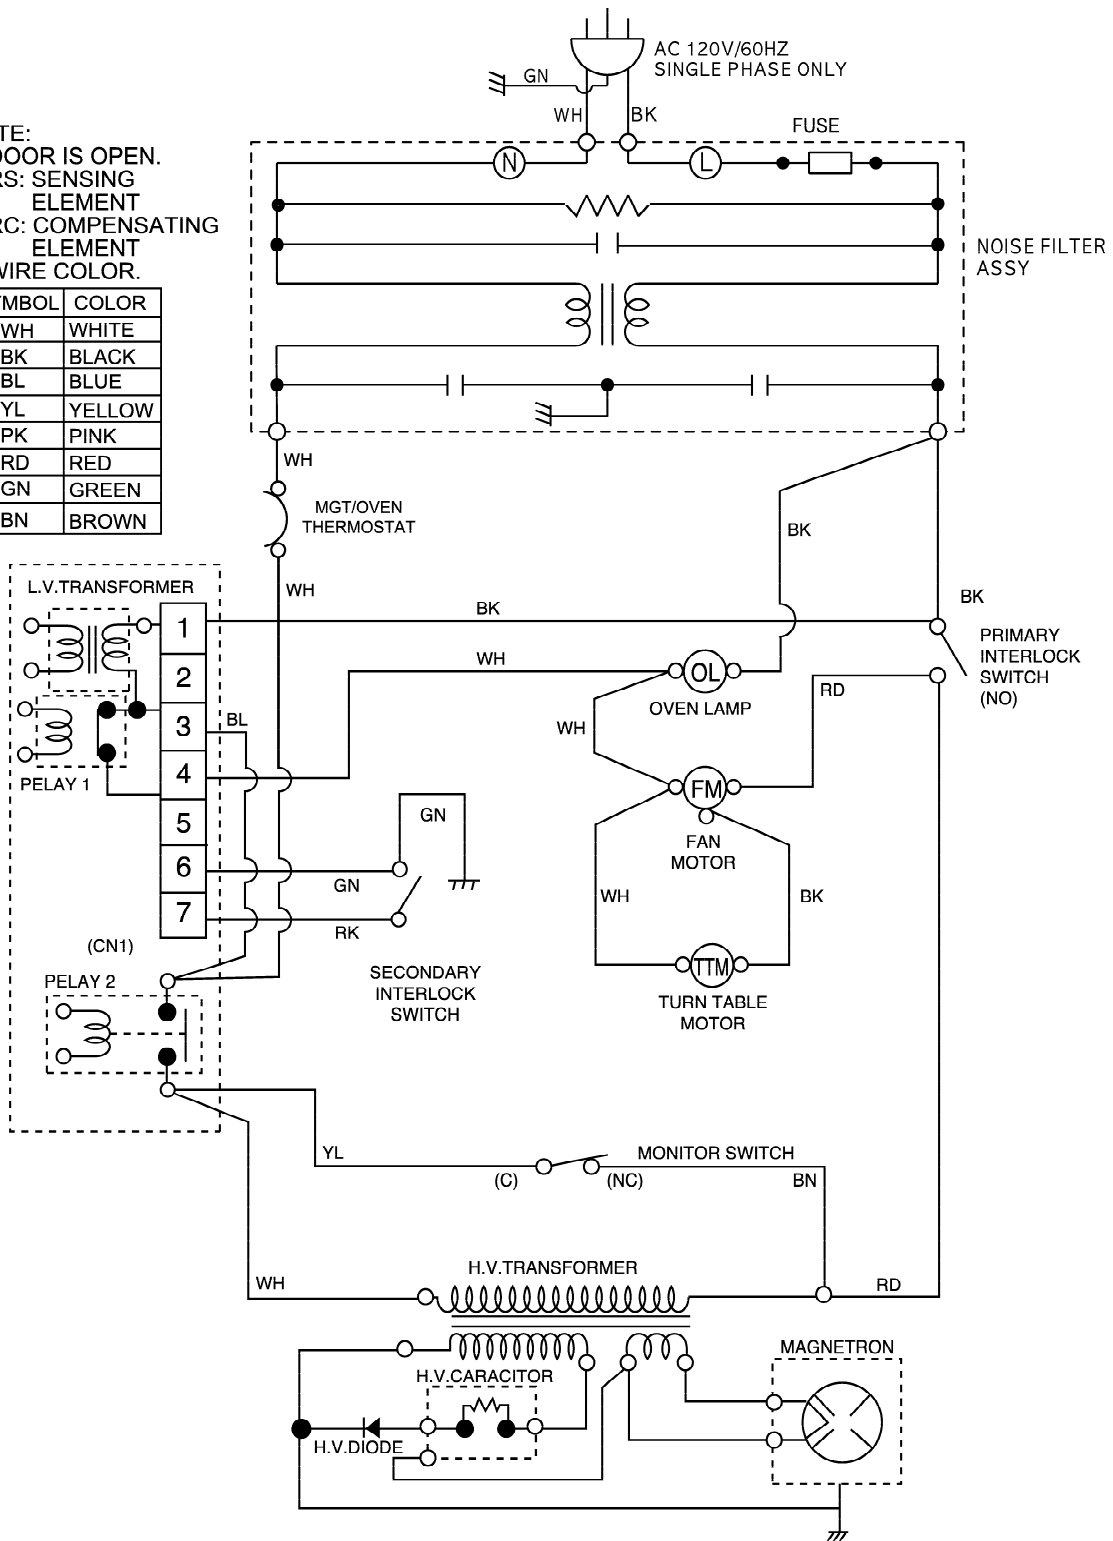 AC 120V/60HZ
SINGLE PHASE ONLY
GN
WH
BK
FUSE
N
L
NOISE FILTER
ASSY
TE:
DOOR IS OPEN.
RS: SENSING
ELEMENT
RC: COMPENSATING
ELEMENT
WIRE COLOR.
YMBOL COLOR
WH WHITE
BK BLACK
BL BLUE
YL YELLOW
PK PINK
RD RED
GN GREEN
BN BROWN
WH
MGT/OVEN
THERMOSTAT
WH
BK
BK
L.V.TRANSFORMER
1
2
3
4
5
6
7
BK
WH
BL
PELAY 1
(CN1)
PELAY 2
OL
OVEN LAMP
WH
RD
FM
FAN
MOTOR
WH
BK
TTM
TURN TABLE
MOTOR
PRIMARY
INTERLOCK
SWITCH
(NO)
GN
GN
RK
SECONDARY
INTERLOCK
SWITCH
YL
(C)
(NC)
MONITOR SWITCH
BN
WH
H.V.TRANSFORMER
RD
H.V.CARACITOR
H.V.DIODE
MAGNETRON